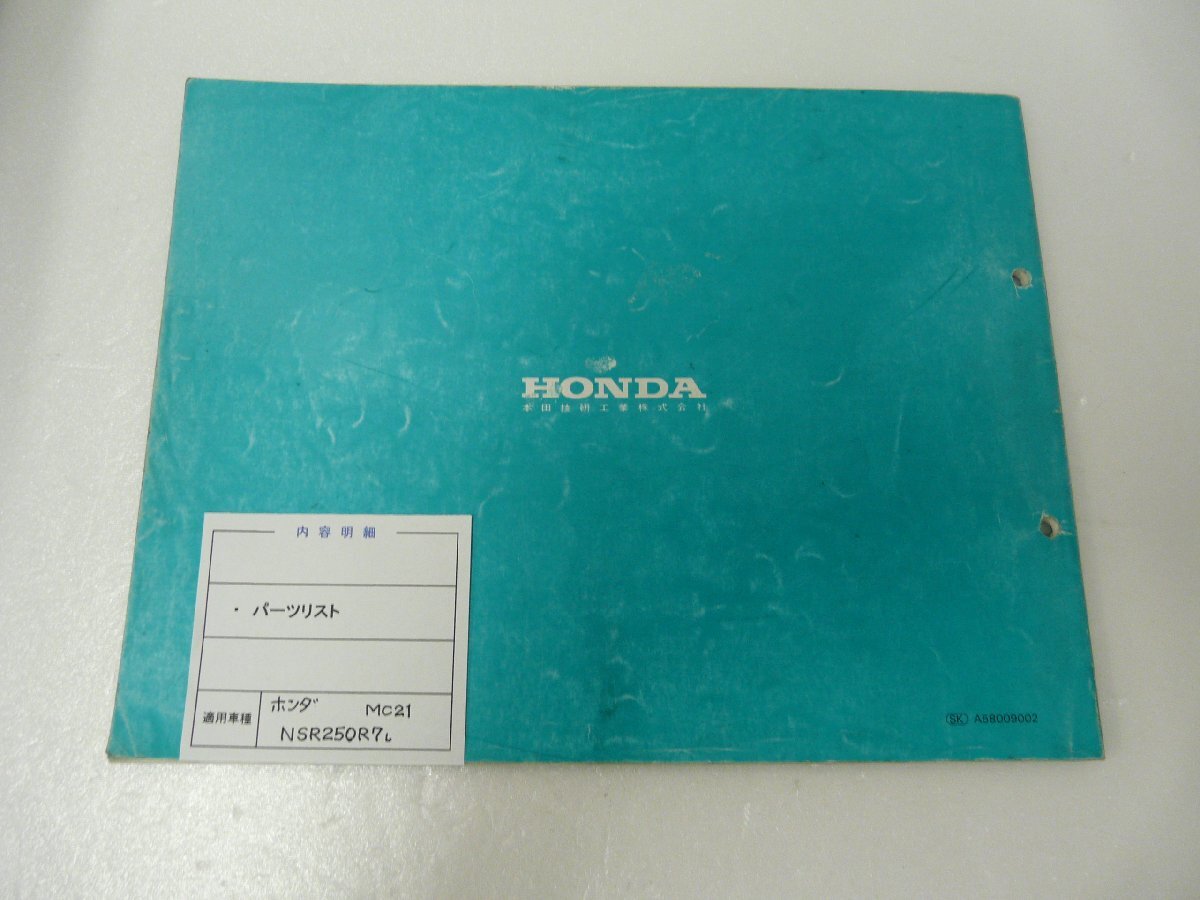 HONDA
本田技研工業株式会社
内容明細
・ パーツリスト
適用車種
ホンダ MC21
NSR250R7L
SK A58009002